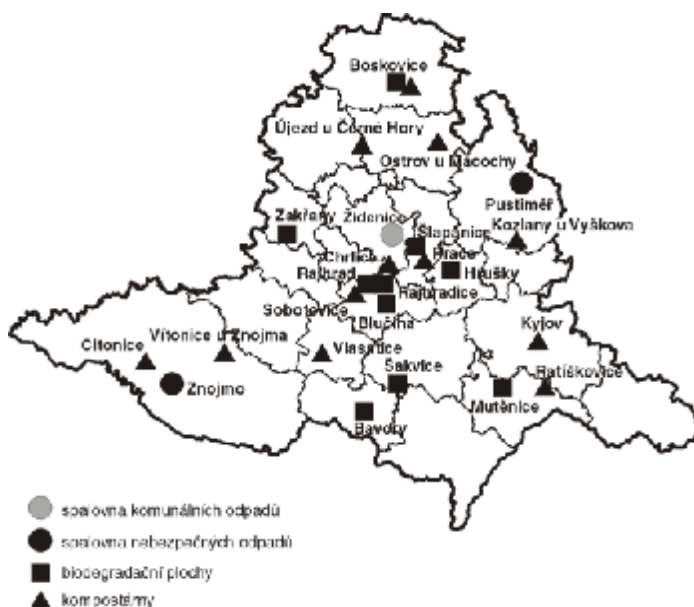 Boskovice
Újezd u Černé Hory
Ostrov u Macochy
Pustiměř
Kozlany u Vyškova
Zakřany
Židenice
Šlapanice
Prace
Chrlice
Hrušky
Rajhrad
Rajhradice
Sobotovice
Blučina
Kyjov
Vítonice u Znojma
Citonice
Vlasatice
Šakvice
Ratíškovice
Znojmo
Mutěnice
Bavory
spalovna komunálních odpadů
spalovna nebezpečných odpadů
biodegradační plochy
kompostárny